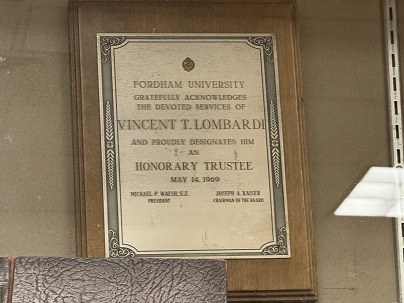 FORDHAM UNIVERSITY
GRATEFULLY ACKNOWLEDGES
THE DEVOTED SERVICES OF
VINCENT T. LOMBARDI
AND PROUDLY DESIGNATES HIM
AN
HONORARY TRUSTEE
MAY 14, 1969
MICHAEL P. WALSH, S.J. JOSEPH A. KAISER
PRESIDENT CHAIRMAN OF THE BOARD